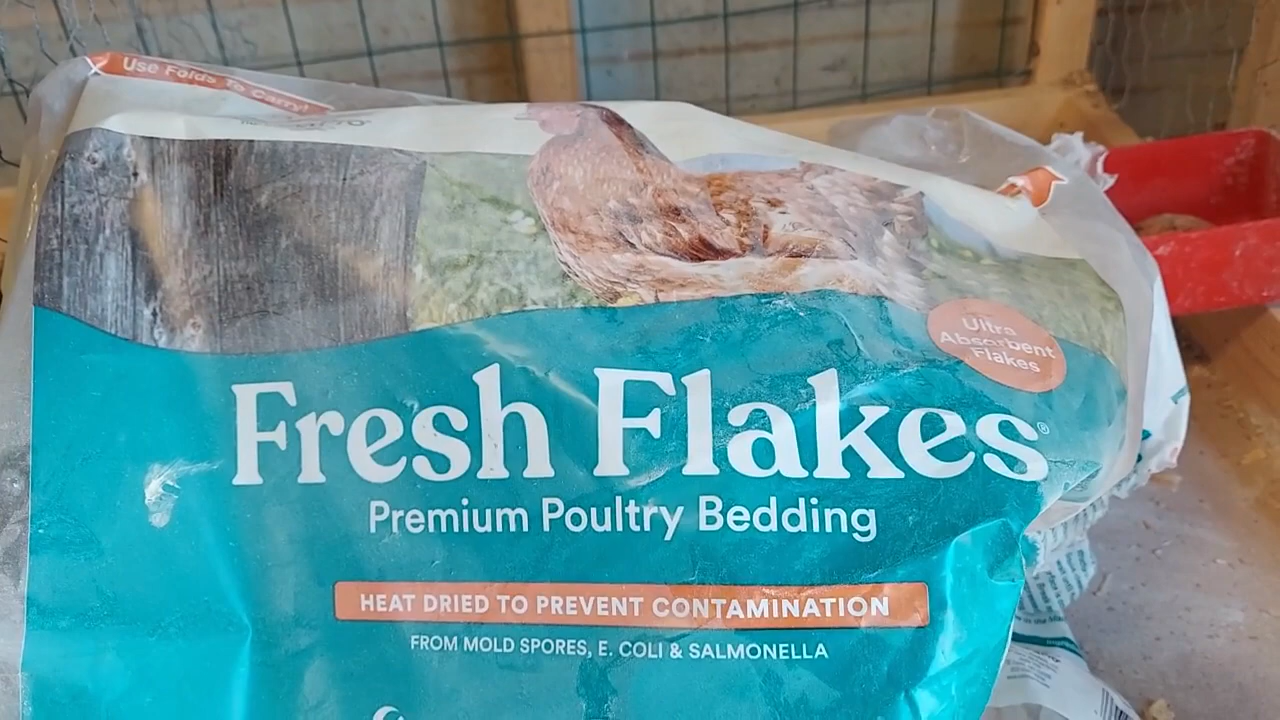 Use Folds To Carry!
Ultra
Absorbent
Flakes
Fresh Flakes®
Premium Poultry Bedding
HEAT DRIED TO PREVENT CONTAMINATION
FROM MOLD SPORES, E. COLI & SALMONELLA